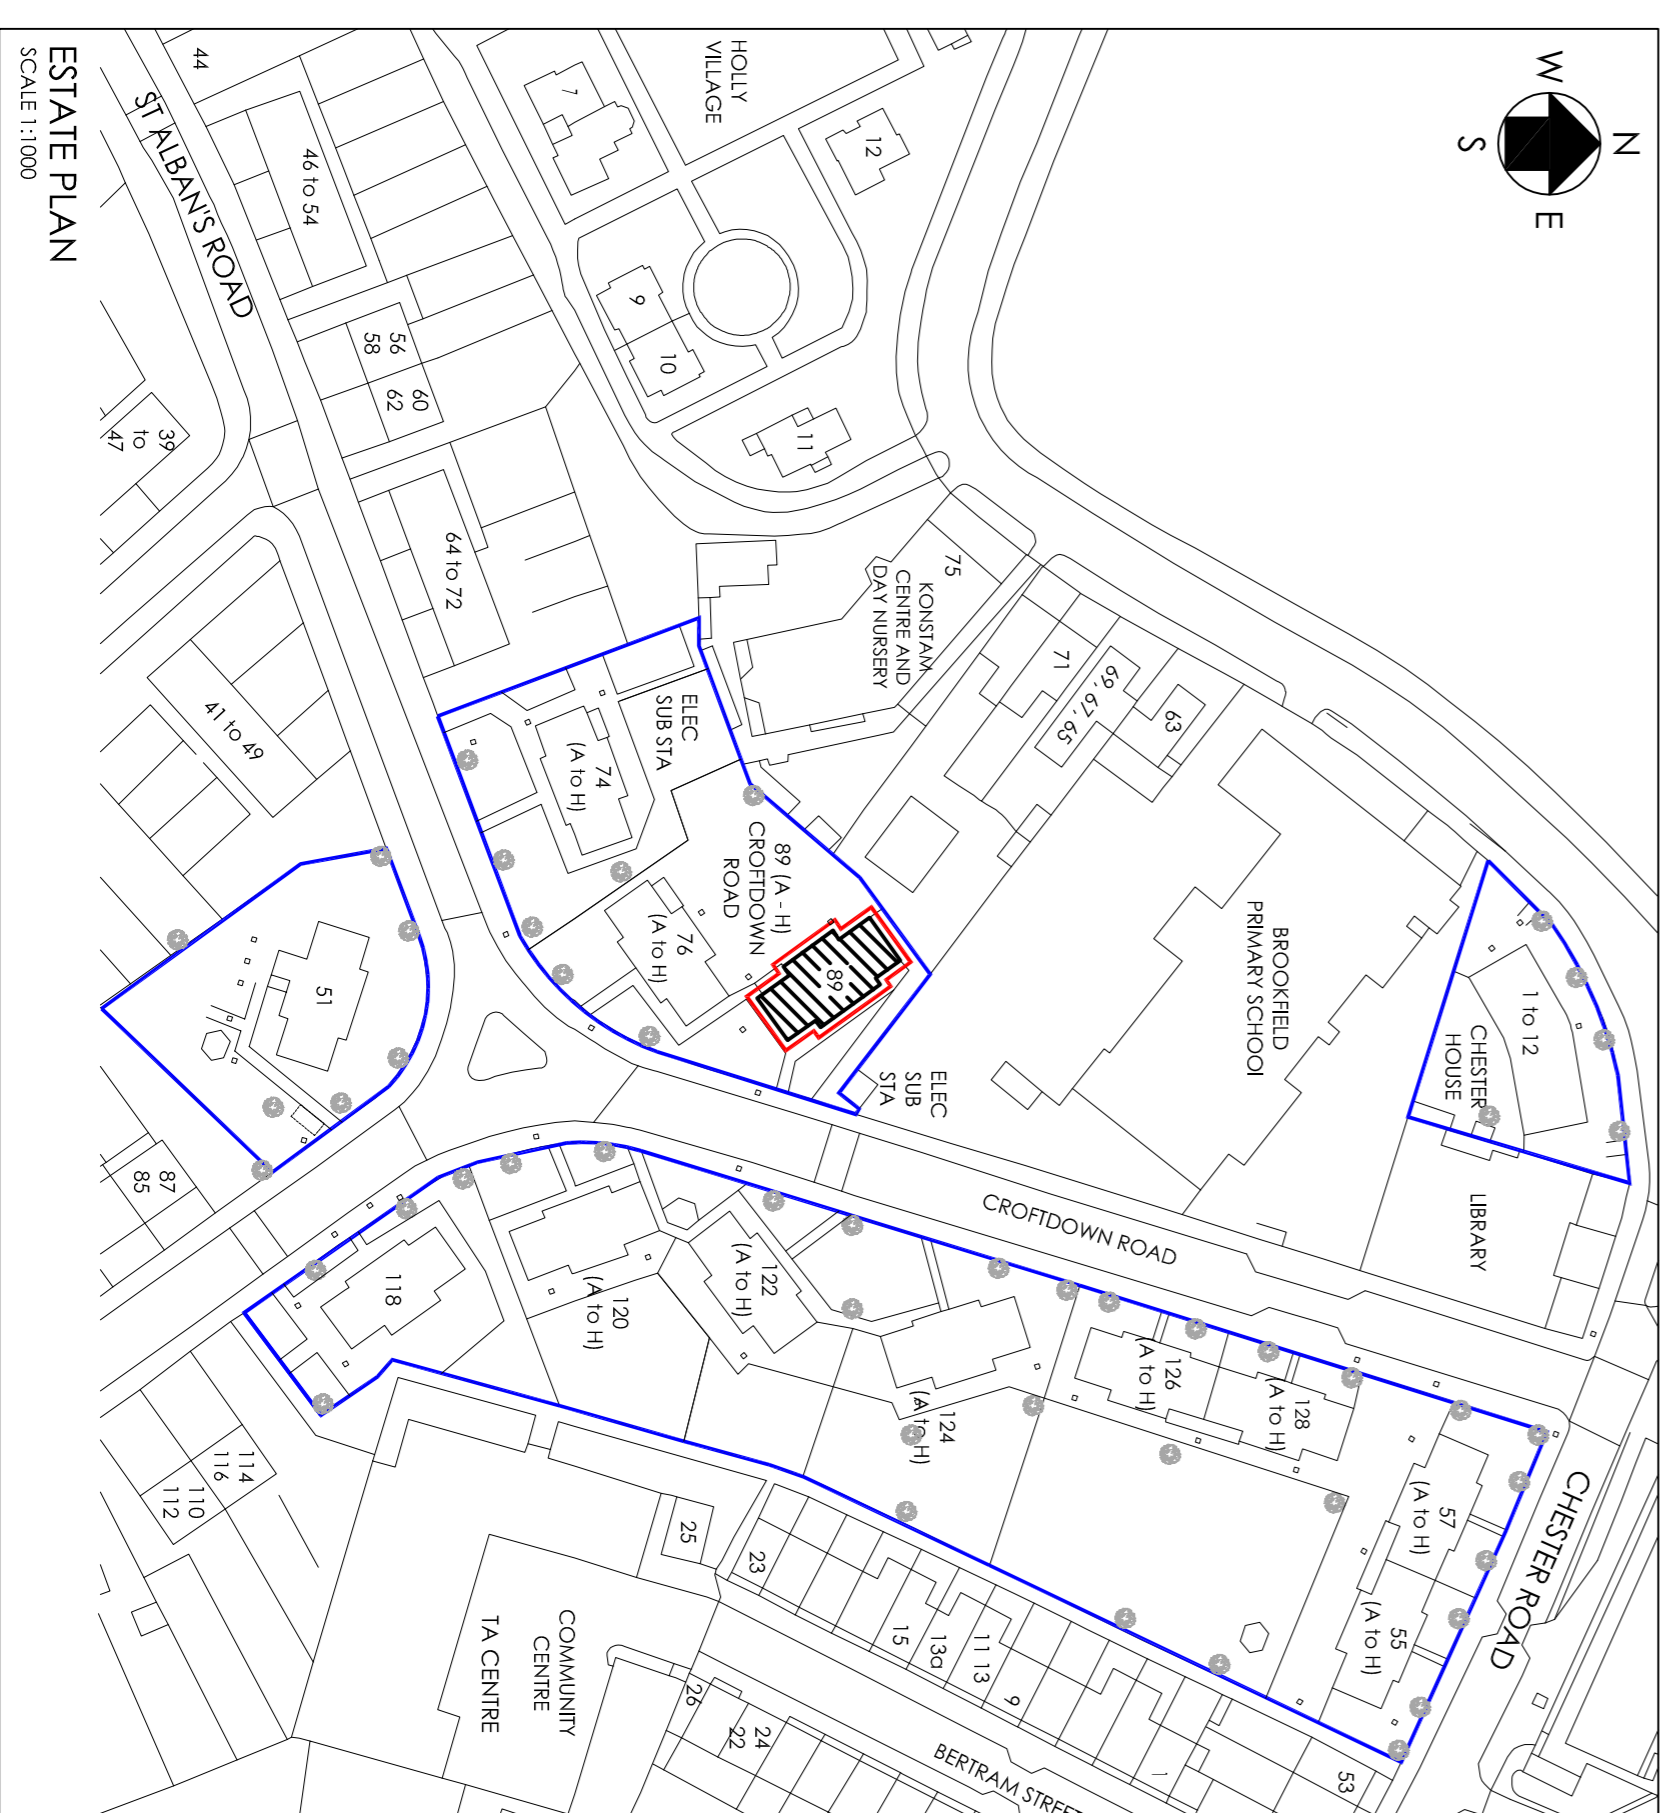 ESTATE PLAN
SCALE 1:1000
N
W
E
S
HOLLY
VILLAGE
7
12
9
10
11
44
46 to 54
ST ALBAN'S ROAD
56
58
60
62
64 to 72
39
to
47
41 to 49
75
KONSTAM
CENTRE AND
DAY NURSERY
71
69, 67, 65
63
ELEC
SUB STA
74
(A to H)
76
(A to H)
89 (A - H)
CROFTDOWN
ROAD
89
ELEC
SUB
STA
BROOKFIELD
PRIMARY SCHOOl
1 to 12
CHESTER
HOUSE
LIBRARY
CROFTDOWN ROAD
51
87
85
118
120
(A to H)
122
(A to H)
124
(A to H)
126
(A to H)
128
(A to H)
57
(A to H)
55
(A to H)
CHESTER ROAD
114
116
110
112
25
23
15
13a
11 13
9
1
53
COMMUNITY
CENTRE
TA CENTRE
26
24
22
BERTRAM STREET